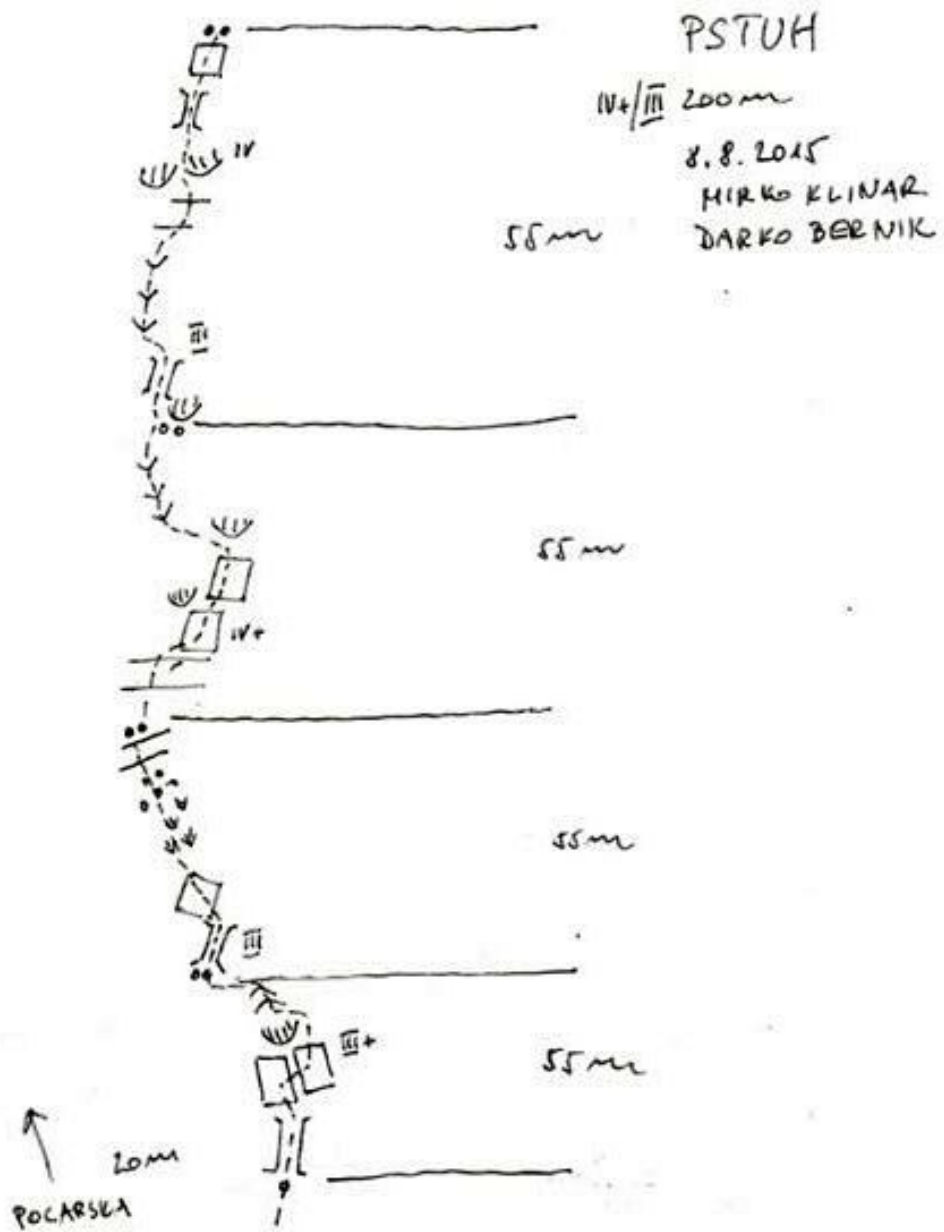 PSTUH
IV+/III 200m
8.8.2015
MIRKO KLINAR
DARKO BERNIK
IV
55m
III
55m
IV+
55m
III
III+
55m
20m
POČARSKA